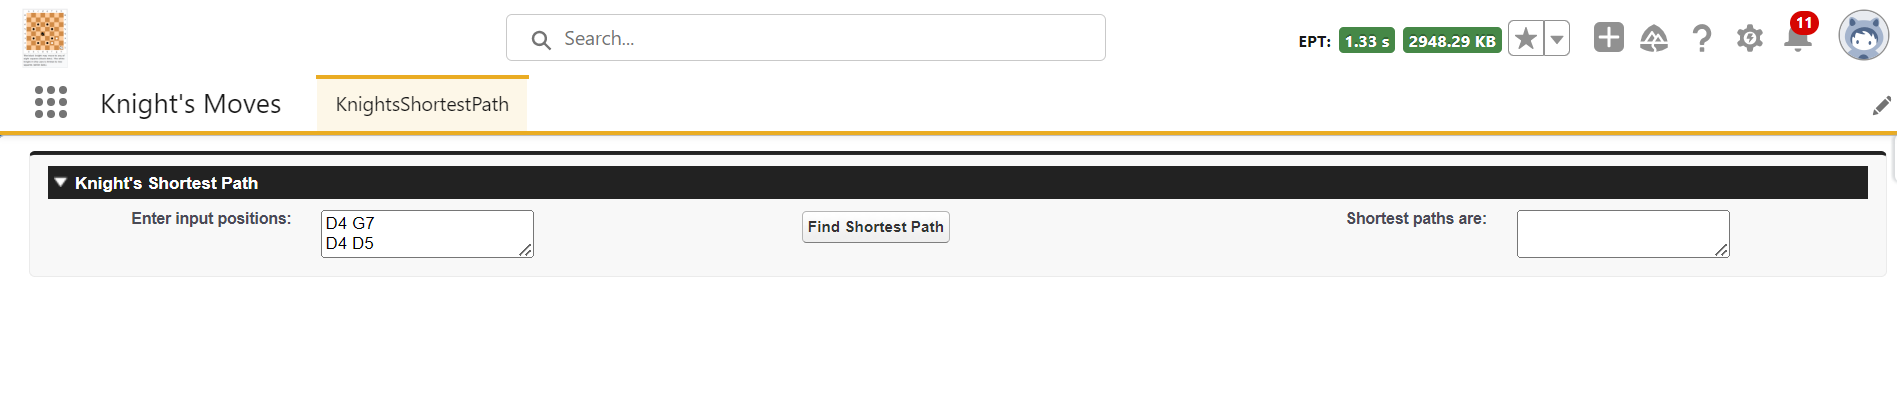 Search...
EPT: 1.33 s 2948.29 KB
11
Knight's Moves
KnightsShortestPath
Knight's Shortest Path
Enter input positions:
D4 G7
D4 D5
Find Shortest Path
Shortest paths are: